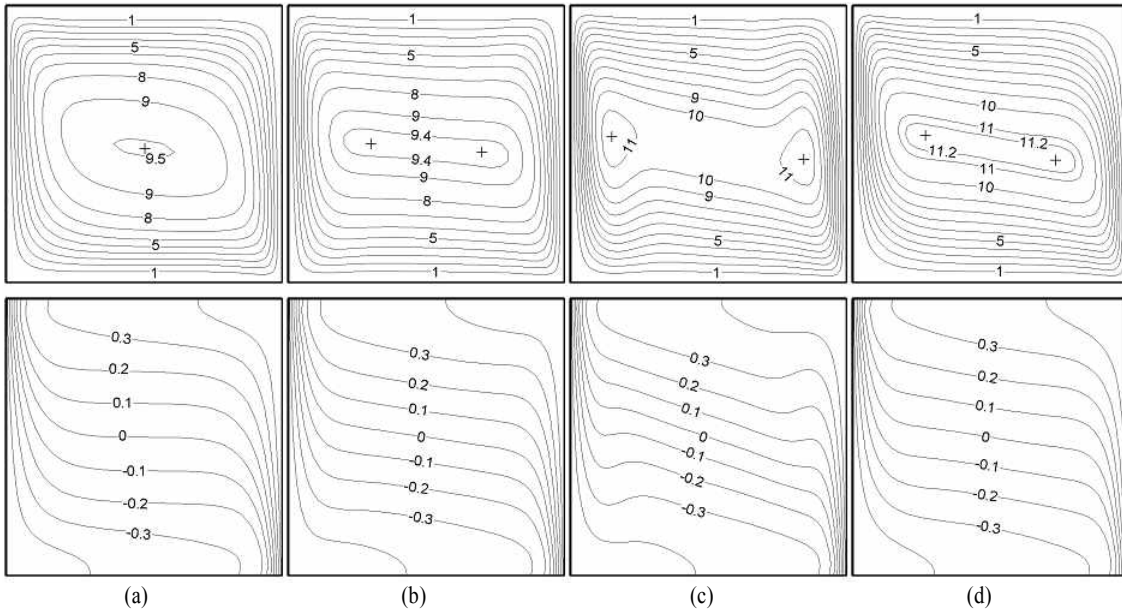 1 1 1 1
5 5 5 5
8 8 9 10
9 9 10 11
9.5 9.4 11 11.2
9.4 11 11.2
9 9 10 11
8 8 9 10
5 5 5 5
1 1 1 1
0.3 0.3 0.3 0.3
0.2 0.2 0.2 0.2
0.1 0.1 0.1 0.1
0 0 0 0
-0.1 -0.1 -0.1 -0.1
-0.2 -0.2 -0.2 -0.2
-0.3 -0.3 -0.3 -0.3
(a) (b) (c) (d)